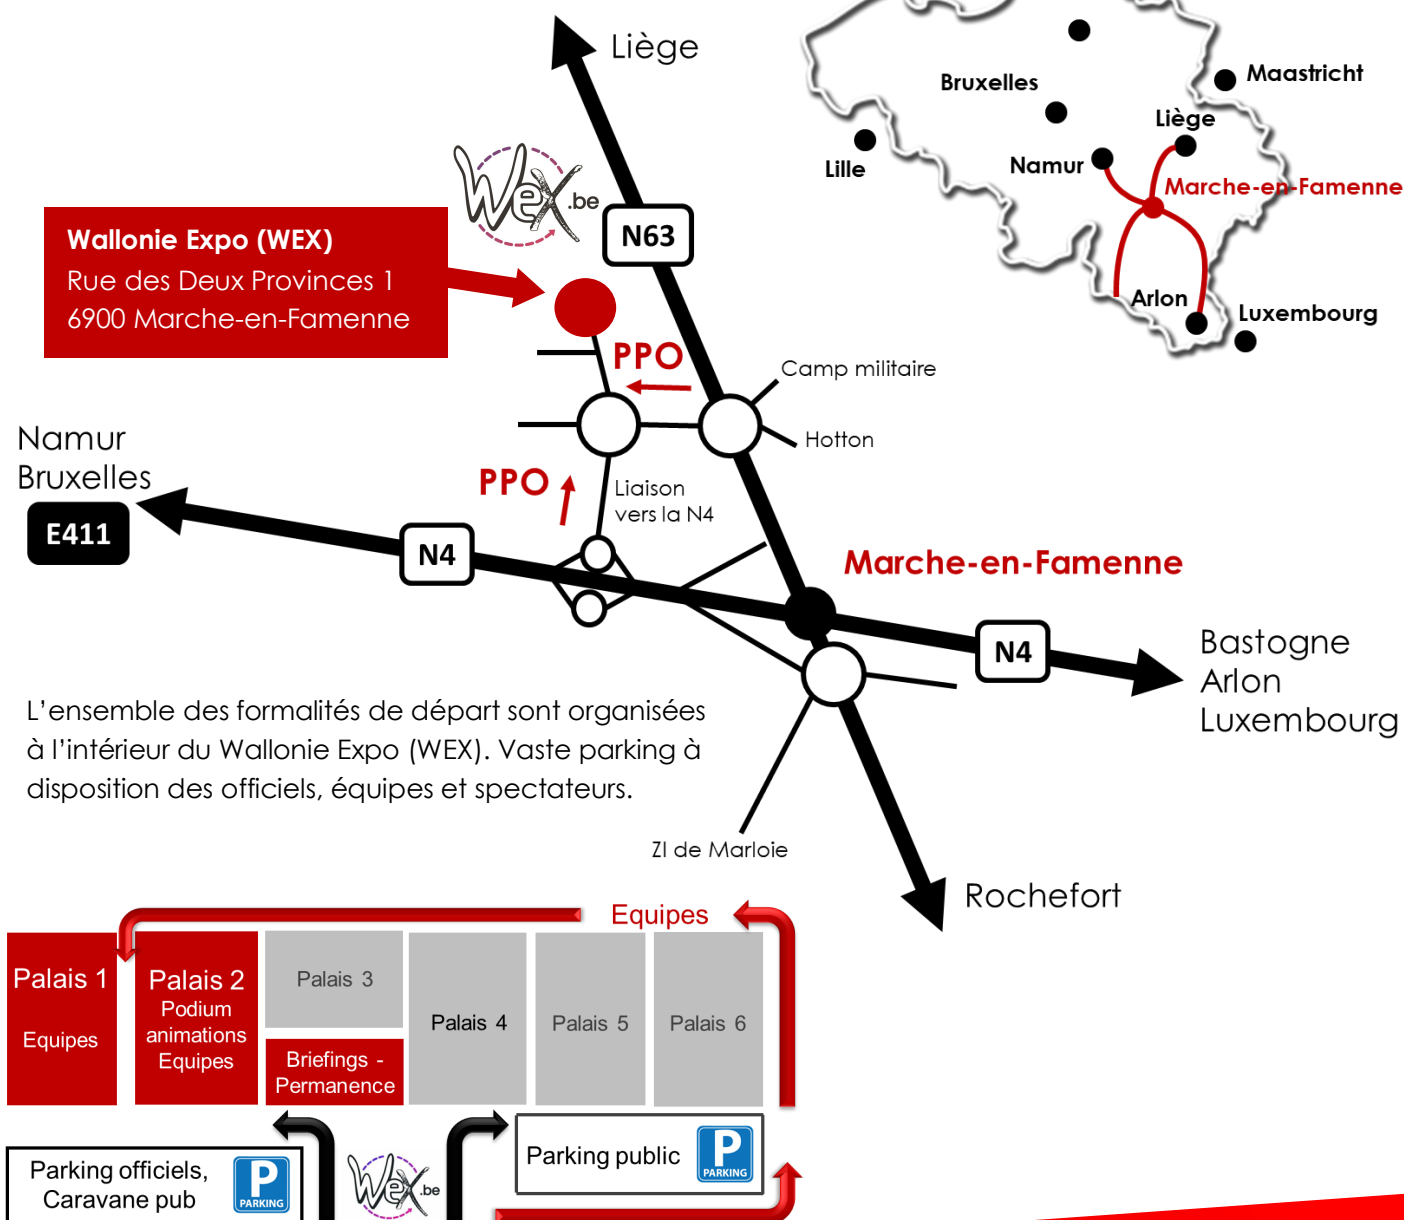 Liège
Bruxelles
Maastricht
Liège
Lille
Namur
Marche-en-Famenne
Arlon
Luxembourg
Wex.be
N63
Wallonie Expo (WEX)
Rue des Deux Provinces 1
6900 Marche-en-Famenne
PPO
Camp militaire
Hotton
Namur
Bruxelles
E411
PPO
Liaison
vers la N4
N4
Marche-en-Famenne
N4
Bastogne
Arlon
Luxembourg
L'ensemble des formalités de départ sont organisées
à l'intérieur du Wallonie Expo (WEX). Vaste parking à
disposition des officiels, équipes et spectateurs.
ZI de Marloie
Rochefort
Equipes
Palais 1
Equipes
Palais 2
Podium
animations
Equipes
Palais 3
Briefings -
Permanence
Palais 4
Palais 5
Palais 6
Parking public
P
PARKING
Parking officiels,
Caravane pub
P
PARKING
Wex.be